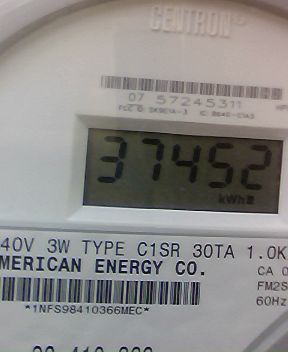 CENTRON®
07 57245311
37452
kWh
40V 3W TYPE C1SR 30TA 1.0K
MERICAN ENERGY CO.
CA 0
FM2S
60Hz
*1NFS98410366MEC*